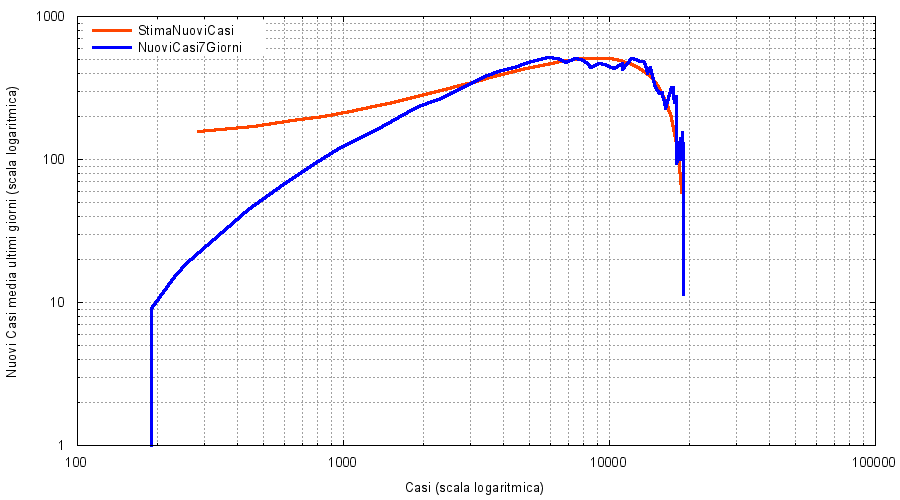 StimaNuoviCasi
NuoviCasi7Giorni
1000
100
10
1
100
1000
10000
100000
Nuovi Casi media ultimi giorni (scala logaritmica)
Casi (scala logaritmica)